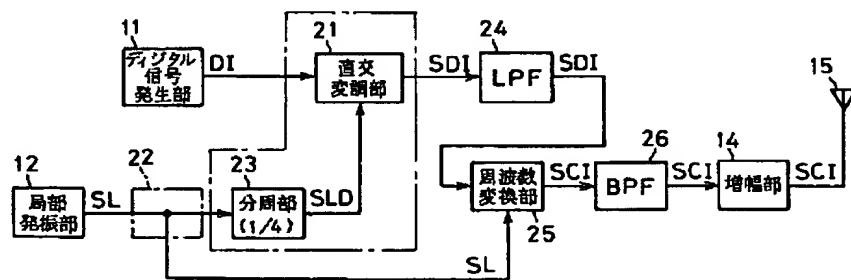 11
ディジタル
信号
発生部
DI
21
直交
変調部
SDI
24
LPF
SDI
15
12
局部
発振部
SL
22
23
分周部
(1/4)
SLD
周波数
変換部
25
SCI
26
BPF
SCI
14
増幅部
SCI
SL